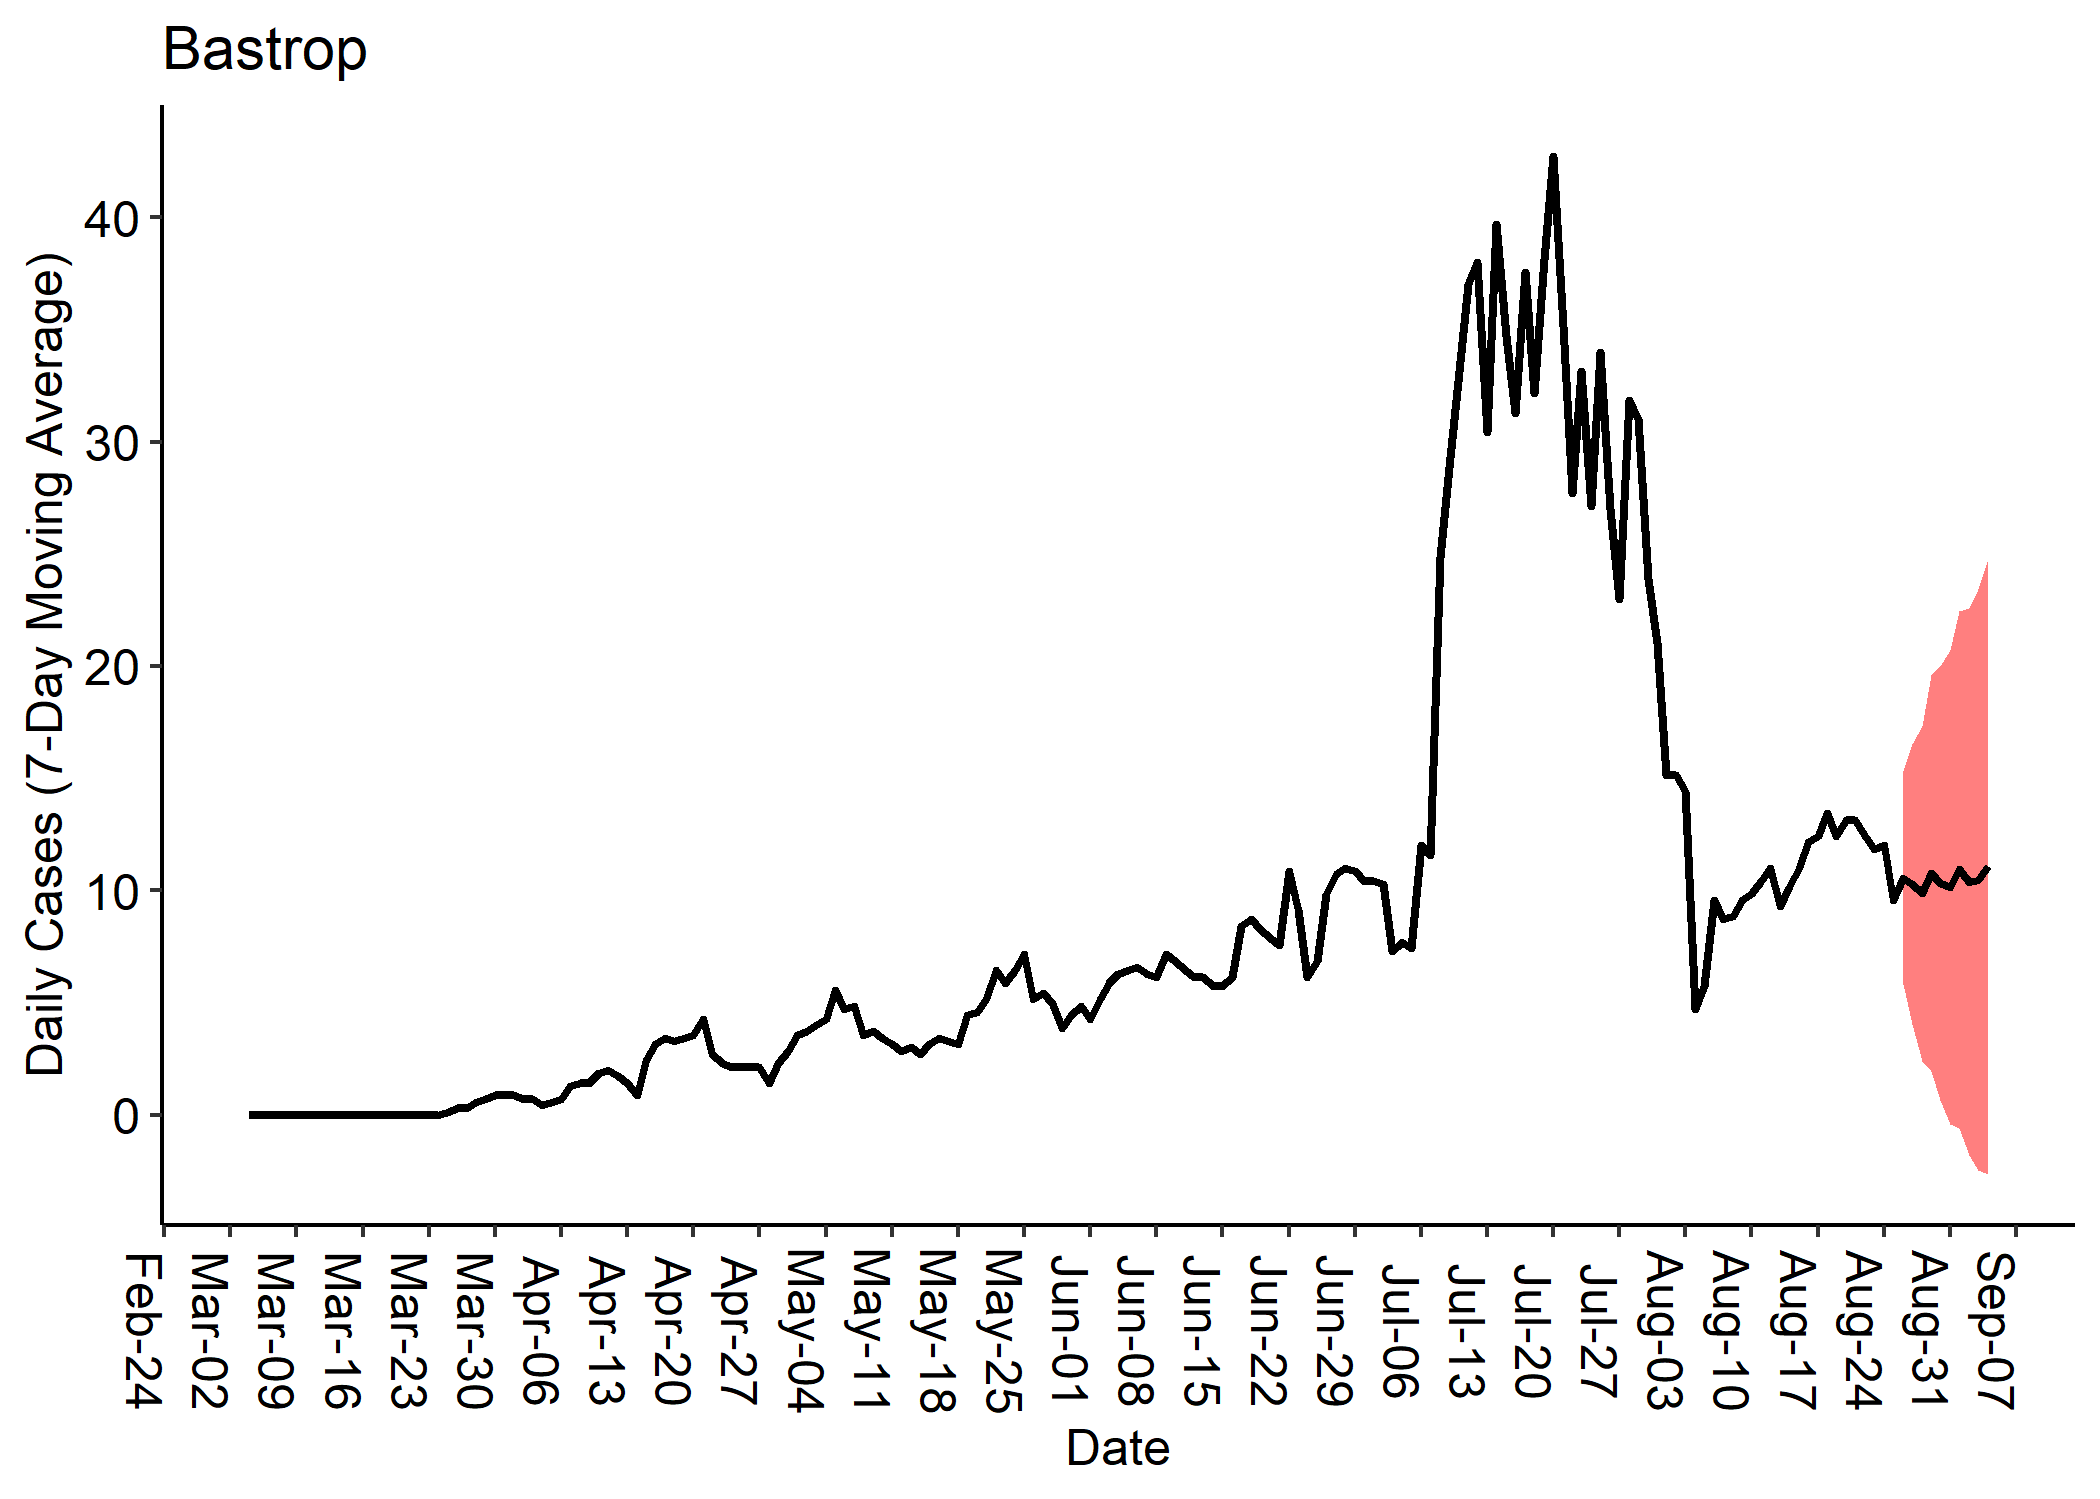 Bastrop
Daily Cases (7-Day Moving Average)
40
30
20
10
0
Feb-24
Mar-02
Mar-09
Mar-16
Mar-23
Mar-30
Apr-06
Apr-13
Apr-20
Apr-27
May-04
May-11
May-18
May-25
Jun-01
Jun-08
Jun-15
Jun-22
Jun-29
Jul-06
Jul-13
Jul-20
Jul-27
Aug-03
Aug-10
Aug-17
Aug-24
Aug-31
Sep-07
Date